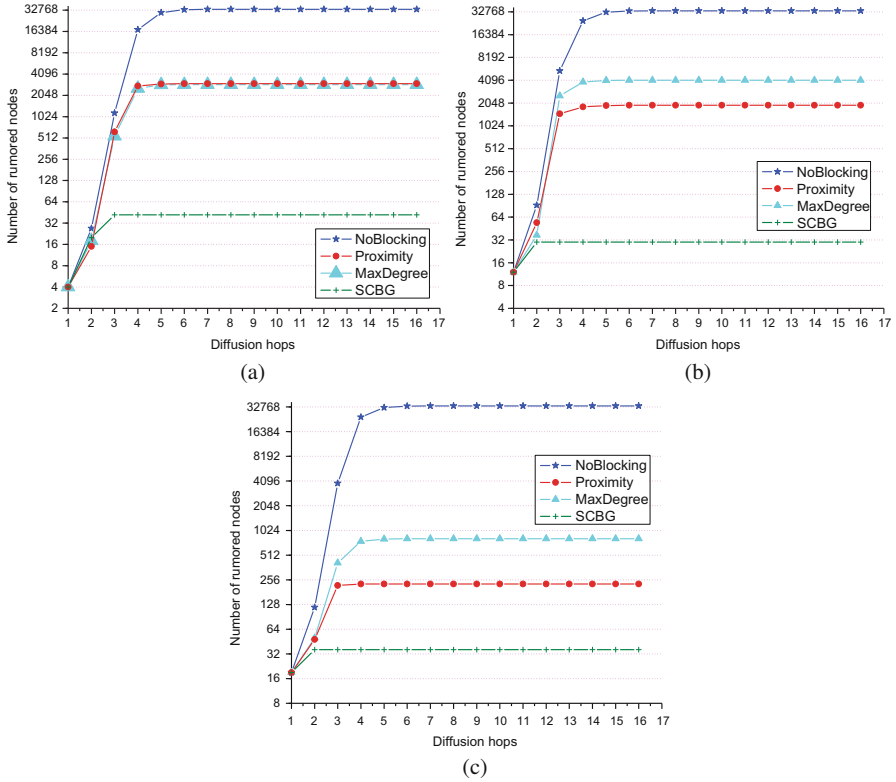 Number of rumored nodes
32768
16384
8192
4096
2048
1024
512
256
128
64
32
16
8
4
2
NoBlocking
Proximity
MaxDegree
SCBG
1 2 3 4 5 6 7 8 9 10 11 12 13 14 15 16 17
Diffusion hops
(a)
Number of rumored nodes
32768
16384
8192
4096
2048
1024
512
256
128
64
32
16
8
4
NoBlocking
Proximity
MaxDegree
SCBG
1 2 3 4 5 6 7 8 9 10 11 12 13 14 15 16 17
Diffusion hops
(b)
Number of rumored nodes
32768
16384
8192
4096
2048
1024
512
256
128
64
32
16
8
NoBlocking
Proximity
MaxDegree
SCBG
1 2 3 4 5 6 7 8 9 10 11 12 13 14 15 16 17
Diffusion hops
(c)